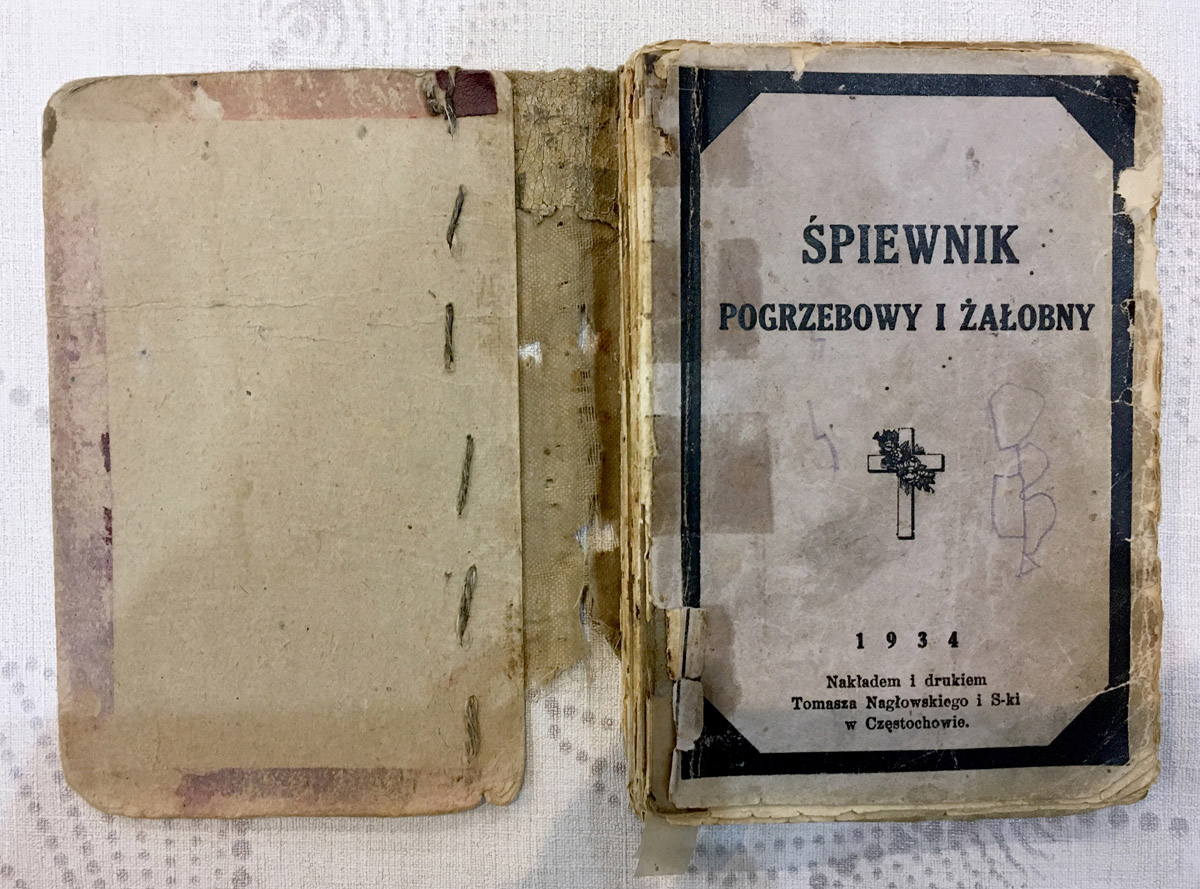 ŚPIEWNIK
POGRZEBOWY I ŻAŁOBNY
1934
Nakładem i drukiem
Tomasza Nagłowskiego i S-ki
w Częstochowie.